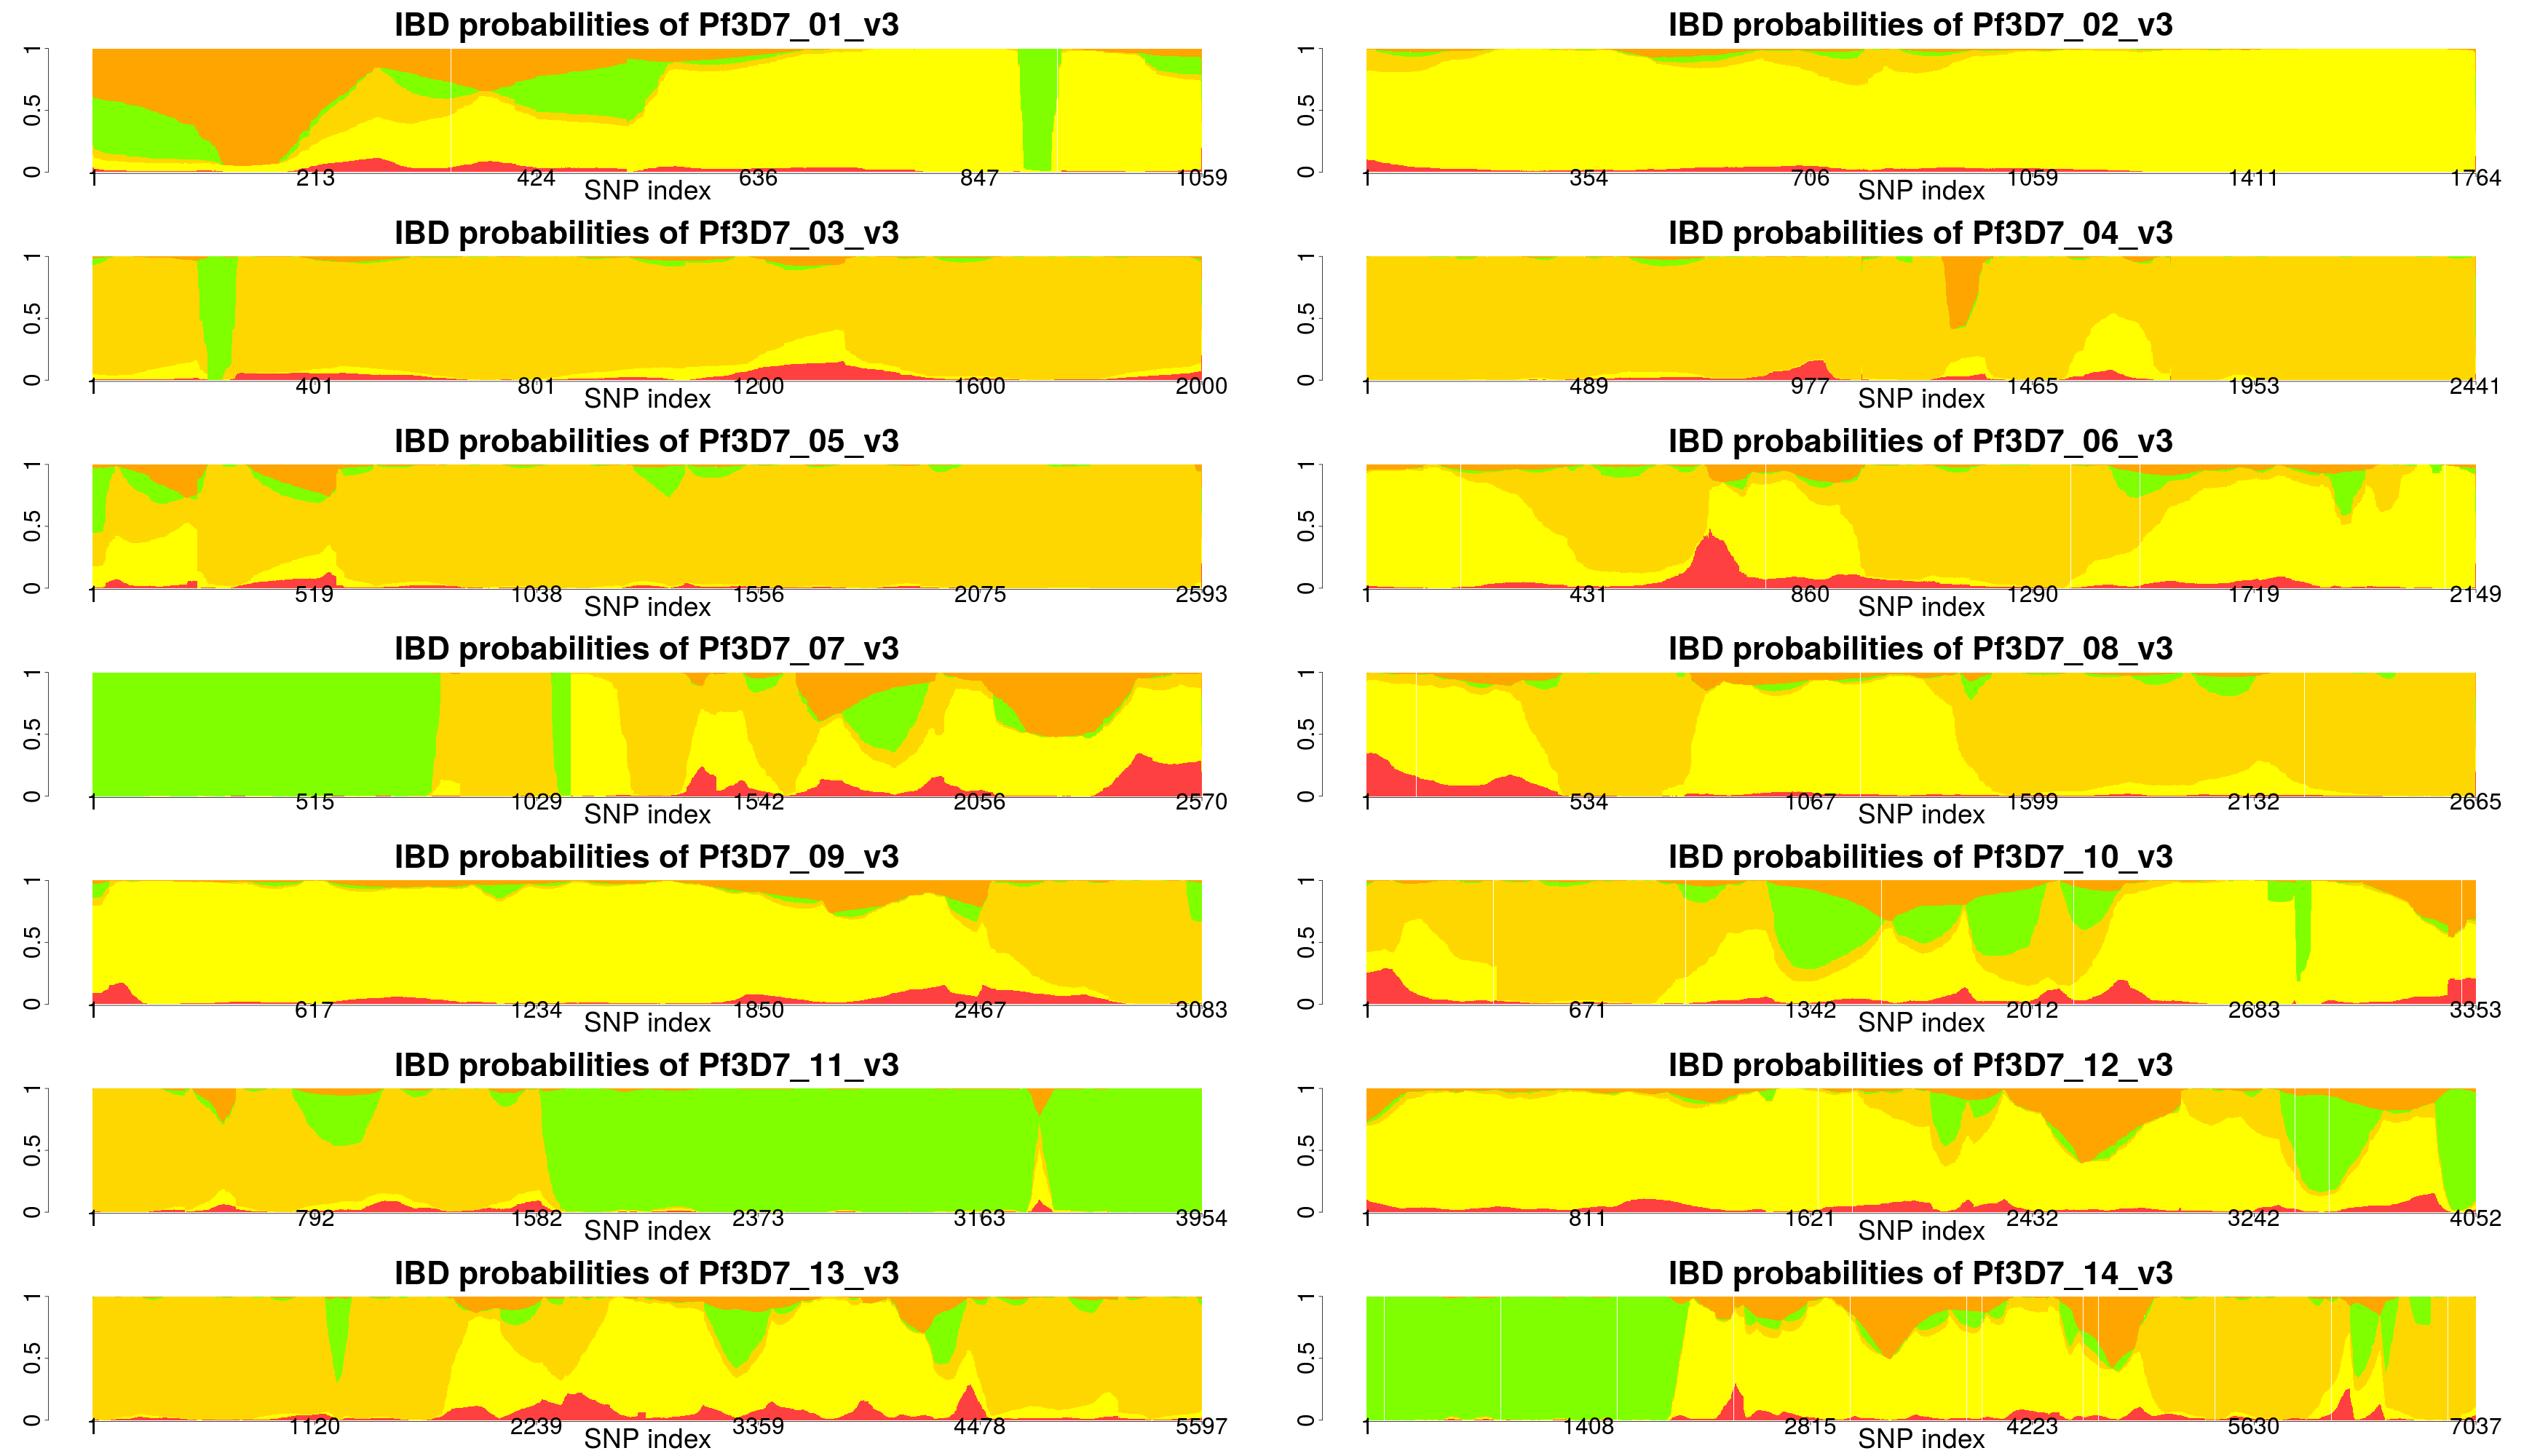 IBD probabilities of Pf3D7_01_v3
0 0.5 1
1 213 424 636 847 1059
SNP index
IBD probabilities of Pf3D7_02_v3
0 0.5 1
1 354 706 1059 1411 1764
SNP index
IBD probabilities of Pf3D7_03_v3
0 0.5 1
1 401 801 1200 1600 2000
SNP index
IBD probabilities of Pf3D7_04_v3
0 0.5 1
1 489 977 1465 1953 2441
SNP index
IBD probabilities of Pf3D7_05_v3
0 0.5 1
1 519 1038 1556 2075 2593
SNP index
IBD probabilities of Pf3D7_06_v3
0 0.5 1
1 431 860 1290 1719 2149
SNP index
IBD probabilities of Pf3D7_07_v3
0 0.5 1
1 515 1029 1542 2056 2570
SNP index
IBD probabilities of Pf3D7_08_v3
0 0.5 1
1 534 1067 1599 2132 2665
SNP index
IBD probabilities of Pf3D7_09_v3
0 0.5 1
1 617 1234 1850 2467 3083
SNP index
IBD probabilities of Pf3D7_10_v3
0 0.5 1
1 671 1342 2012 2683 3353
SNP index
IBD probabilities of Pf3D7_11_v3
0 0.5 1
1 792 1582 2373 3163 3954
SNP index
IBD probabilities of Pf3D7_12_v3
0 0.5 1
1 811 1621 2432 3242 4052
SNP index
IBD probabilities of Pf3D7_13_v3
0 0.5 1
1 1120 2239 3359 4478 5597
SNP index
IBD probabilities of Pf3D7_14_v3
0 0.5 1
1 1408 2815 4223 5630 7037
SNP index